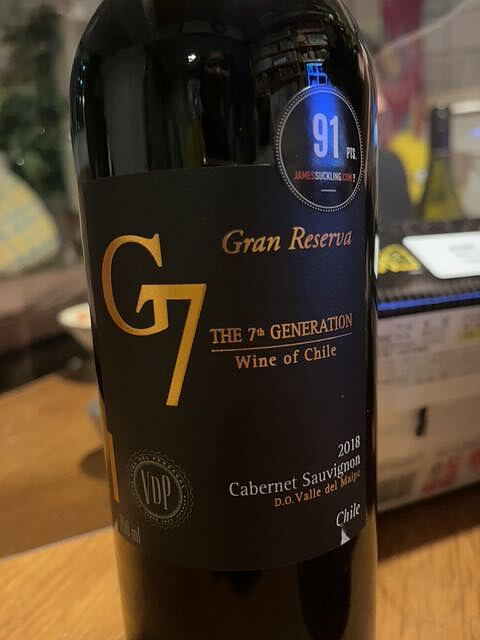 91
PTS.
JAMESSUCKLING.COM
Gran Reserva
G7
THE 7th GENERATION
Wine of Chile
2018
Cabernet Sauvignon
D.O. Valle del Maipo
VDP
ml
Chile